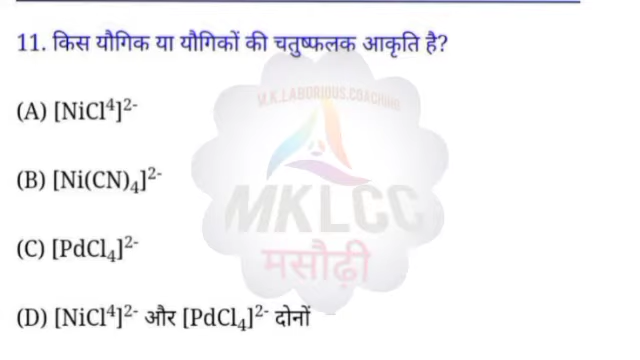 11. किस यौगिक या यौगिकों की चतुष्फलक आकृति है?
M.K.LABORIOUS.COACHING
(A) [NiCl⁴]²⁻
(B) [Ni(CN)₄]²⁻
MKLCC
(C) [PdCl₄]²⁻
मसौढ़ी
(D) [NiCl⁴]²⁻ और [PdCl₄]²⁻ दोनों